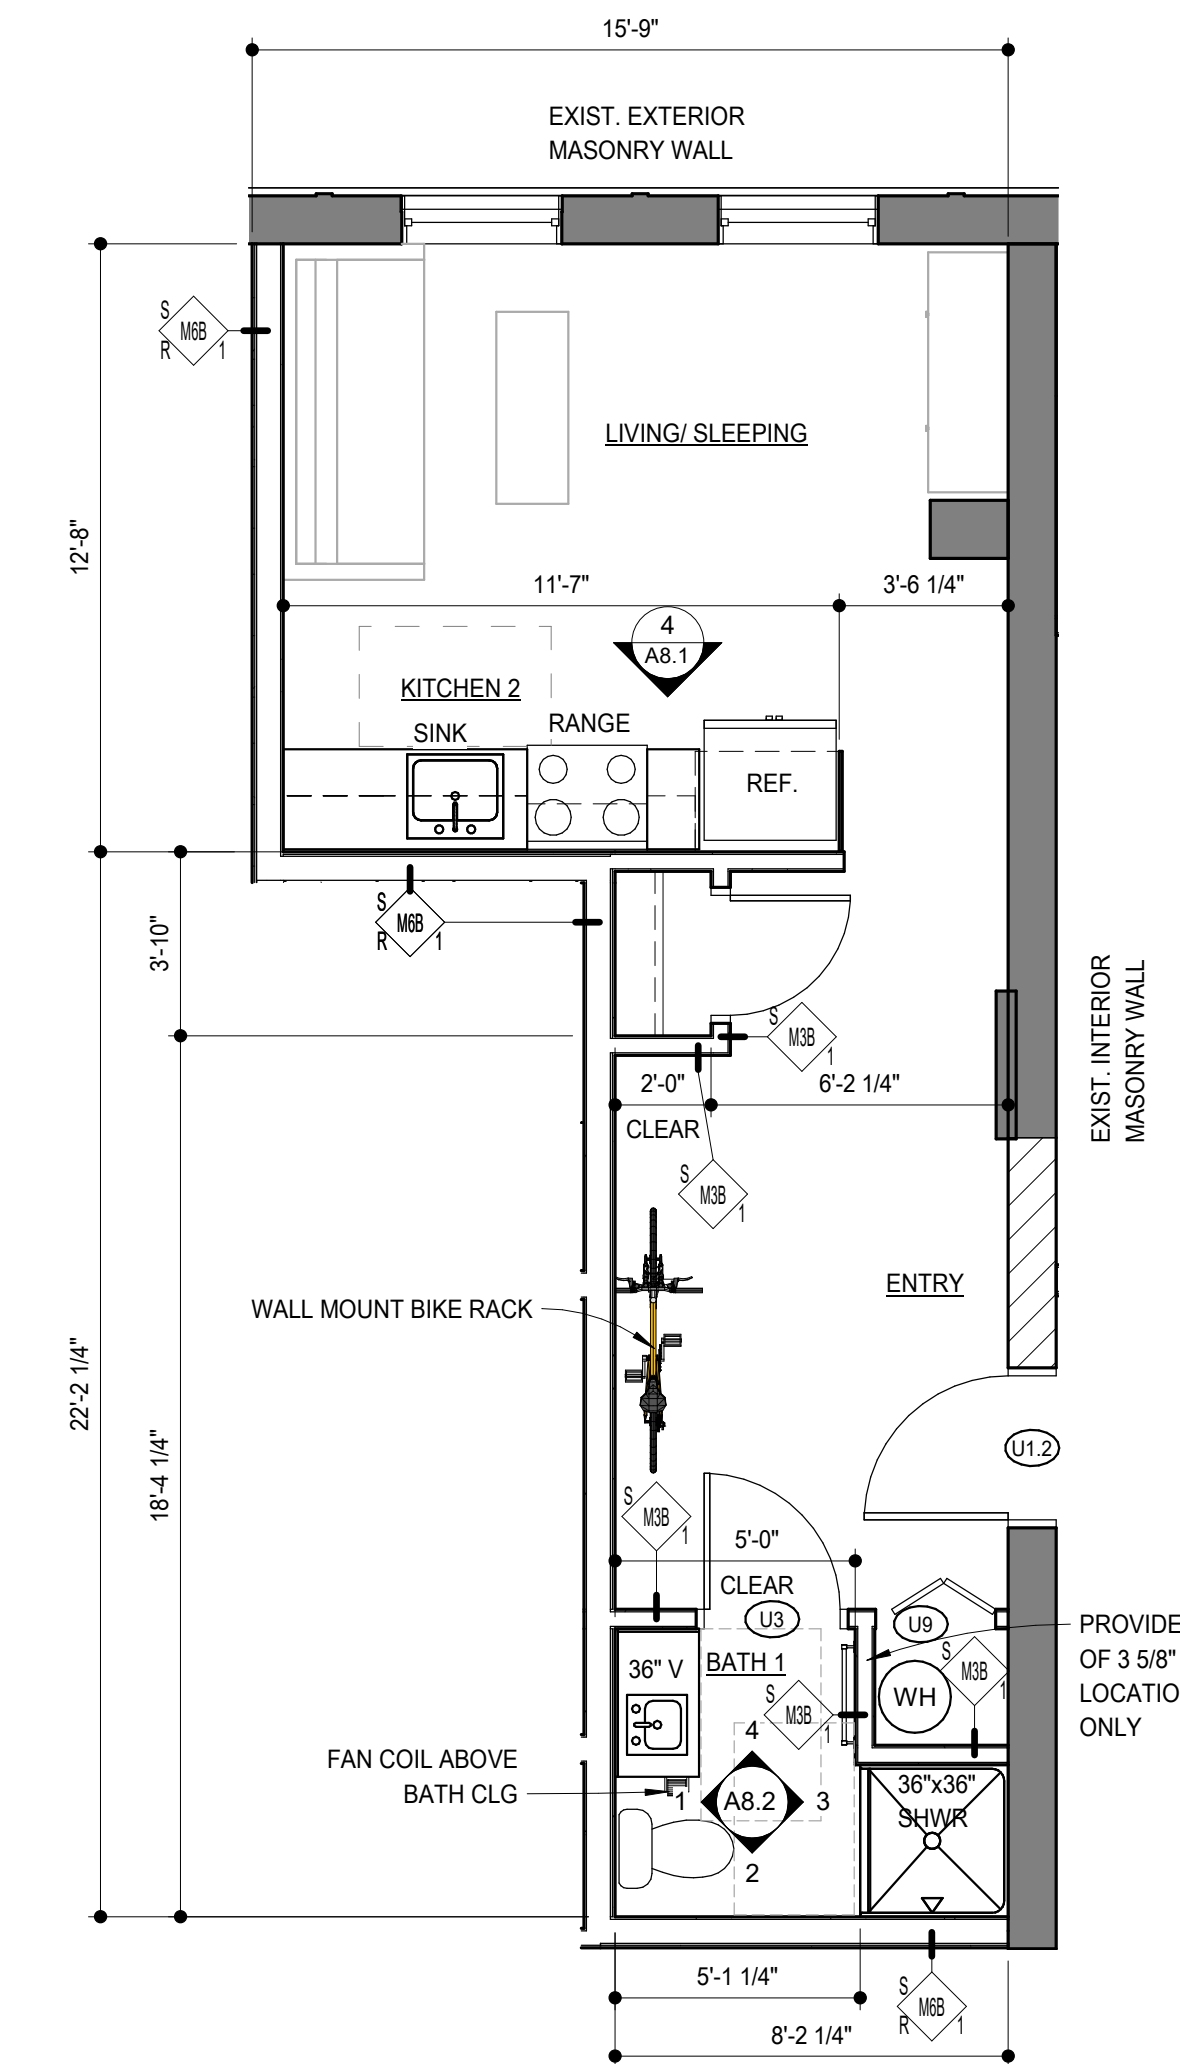 15'-9"
EXIST. EXTERIOR
MASONRY WALL
S
M6B
R
1
LIVING/ SLEEPING
12'-8"
11'-7"
3'-6 1/4"
4
A8.1
KITCHEN 2
SINK
RANGE
REF.
S
M6B
R
1
3'-10"
S
M3B
1
EXIST. INTERIOR
MASONRY WALL
2'-0"
6'-2 1/4"
CLEAR
S
M3B
1
ENTRY
WALL MOUNT BIKE RACK
22'-2 1/4"
18'-4 1/4"
U1.2
S
M3B
1
5'-0"
CLEAR
U3
U9
PROVIDE
OF 3 5/8"
LOCATIO
ONLY
36" V
BATH 1
S
M3B
1
S
M3B
1
WH
FAN COIL ABOVE
BATH CLG
4
1
A8.2
3
2
36"x36"
SHWR
5'-1 1/4"
S
M6B
R
1
8'-2 1/4"